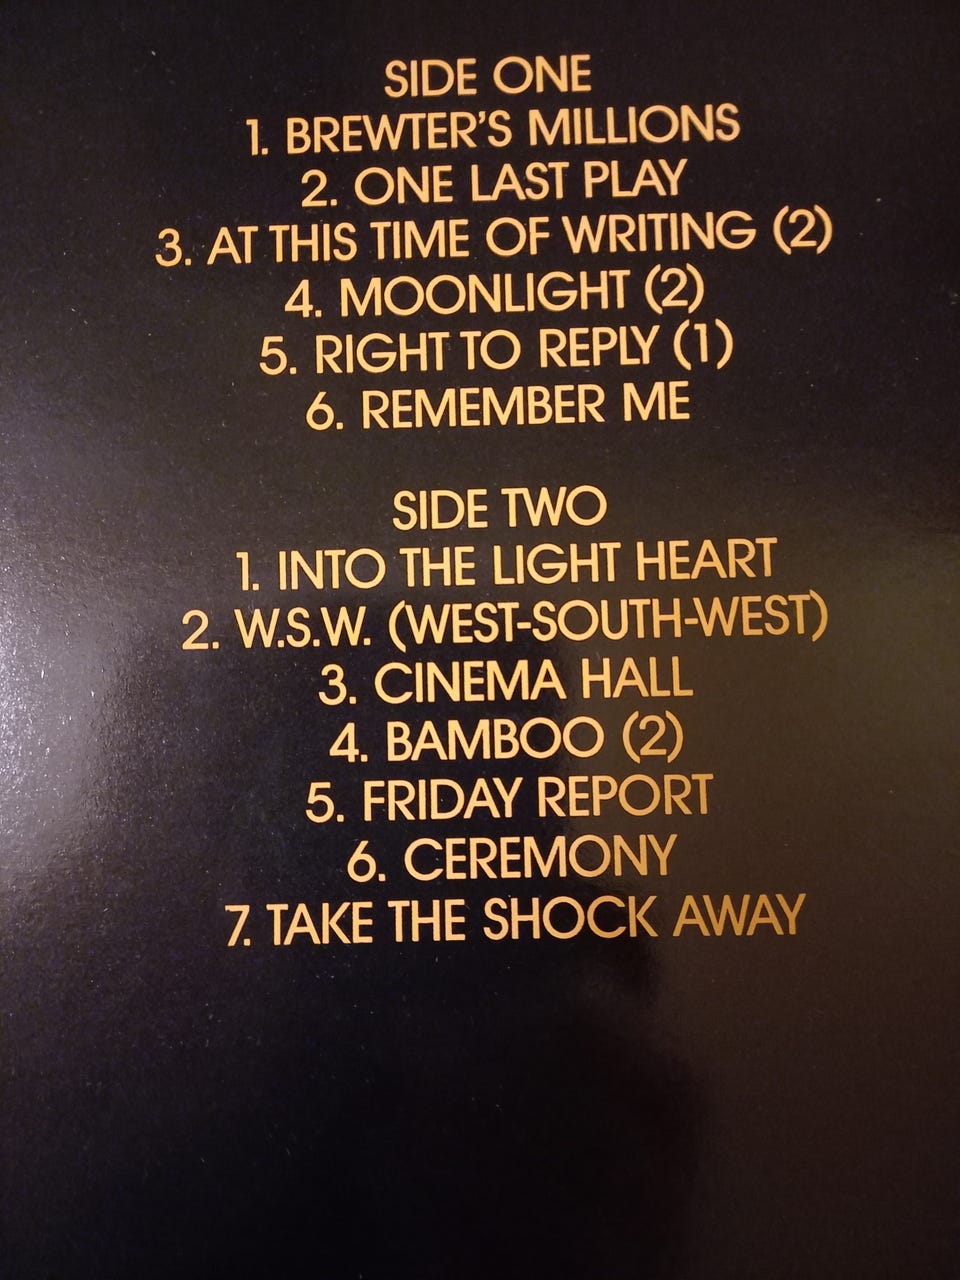 SIDE ONE
1. BREWTER'S MILLIONS
2. ONE LAST PLAY
3. AT THIS TIME OF WRITING (2)
4. MOONLIGHT (2)
5. RIGHT TO REPLY (1)
6. REMEMBER ME
SIDE TWO
1. INTO THE LIGHT HEART
2. W.S.W. (WEST-SOUTH-WEST)
3. CINEMA HALL
4. BAMBOO (2)
5. FRIDAY REPORT
6. CEREMONY
7. TAKE THE SHOCK AWAY